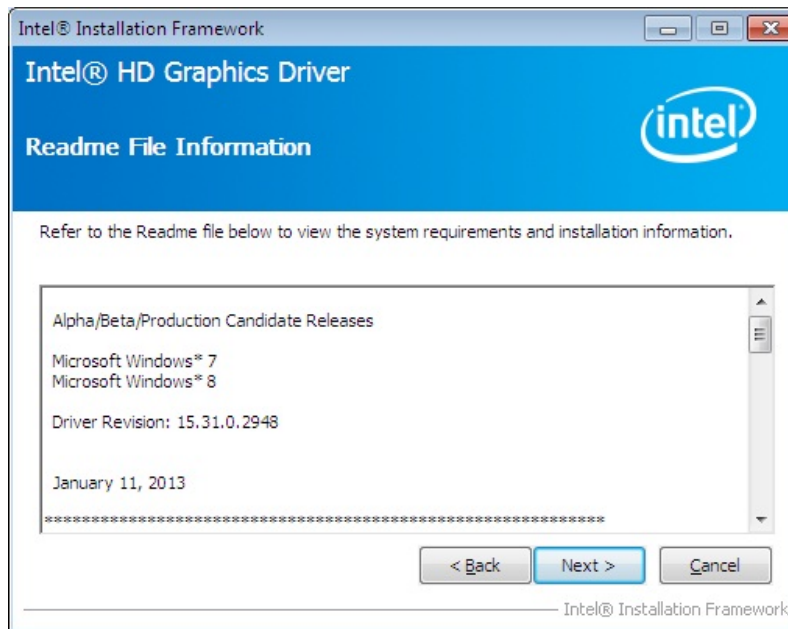 Intel® Installation Framework
Intel® HD Graphics Driver
intel®
Readme File Information
Refer to the Readme file below to view the system requirements and installation information.
Alpha/Beta/Production Candidate Releases
Microsoft Windows* 7
Microsoft Windows* 8
Driver Revision: 15.31.0.2948
January 11, 2013
************************************************************
< Back
Next >
Cancel
Intel® Installation Framework